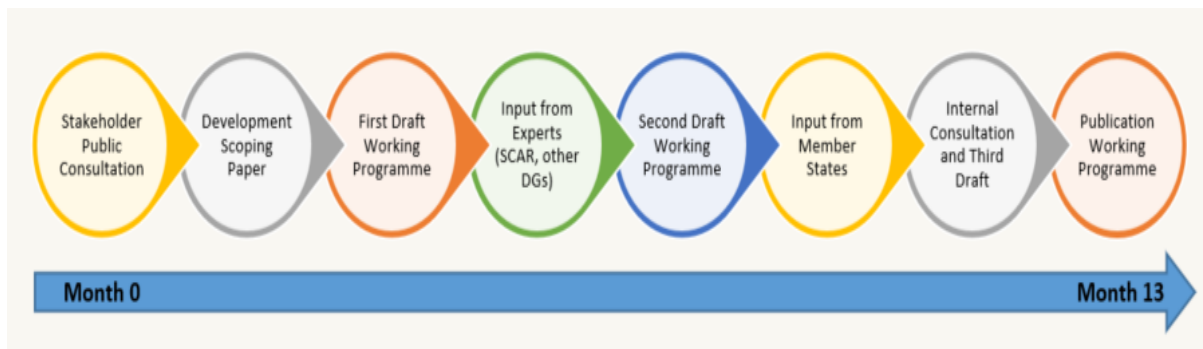 Stakeholder
Public
Consultation
Development
Scoping
Paper
First Draft
Working
Programme
Input from
Experts
(SCAR, other
DGs)
Second Draft
Working
Programme
Input from
Member
States
Internal
Consultation
and Third
Draft
Publication
Working
Programme
Month 0
Month 13